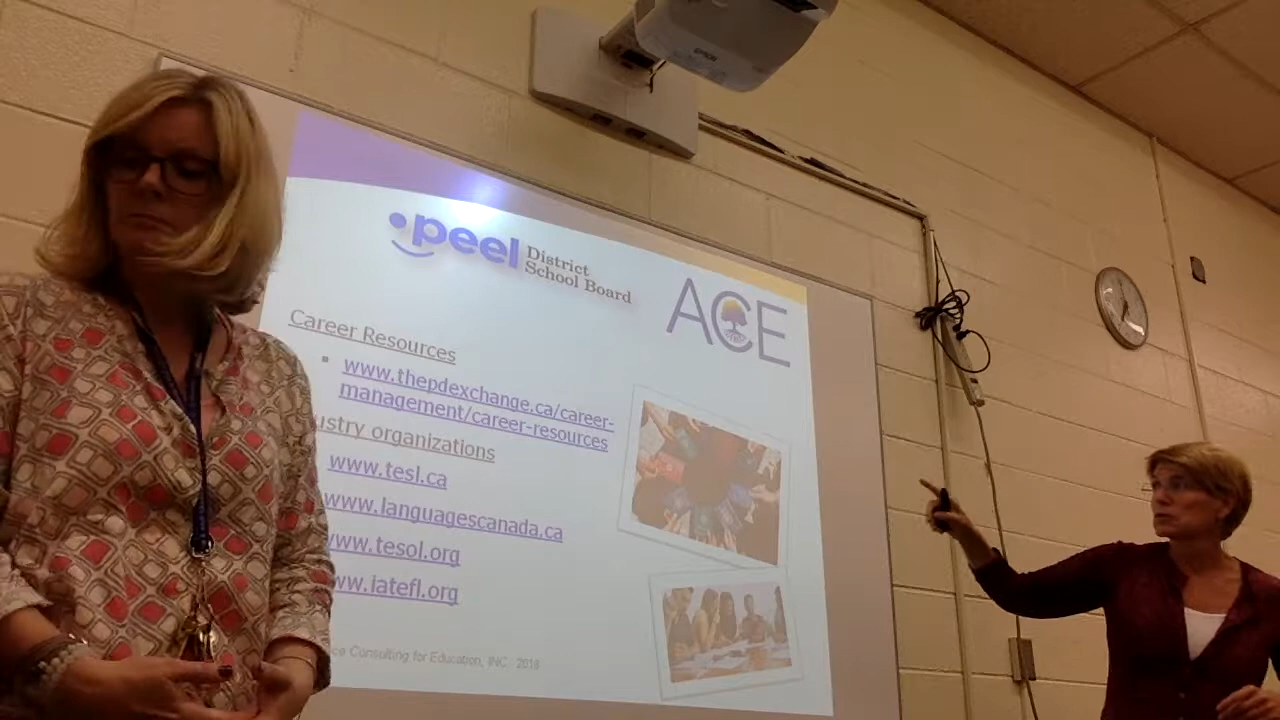 EPSON
peel
District
School Board
ACE
Career Resources
www.thepdexchange.ca/career-
management/career-resources
ustry organizations
www.tesl.ca
www.languagescanada.ca
www.tesol.org
ww.iatefl.org
ce Consulting for Education, INC. 2018